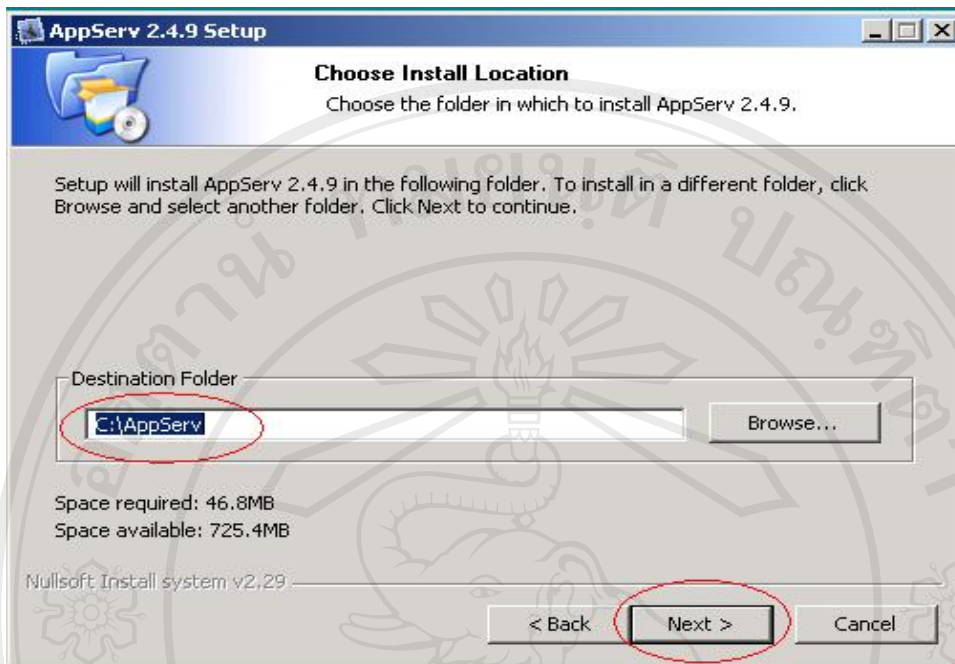 AppServ 2.4.9 Setup
Choose Install Location
Choose the folder in which to install AppServ 2.4.9.
Setup will install AppServ 2.4.9 in the following folder. To install in a different folder, click
Browse and select another folder. Click Next to continue.
Destination Folder
C:\AppServ
Browse...
Space required: 46.8MB
Space available: 725.4MB
Nullsoft Install system v2.29
< Back
Next >
Cancel